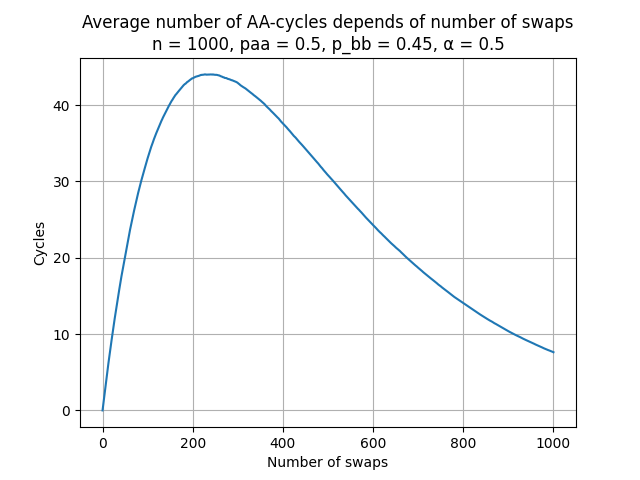 Average number of AA-cycles depends of number of swaps
n = 1000, paa = 0.5, p_bb = 0.45, α = 0.5
40
30
20
10
0
Cycles
0 200 400 600 800 1000
Number of swaps